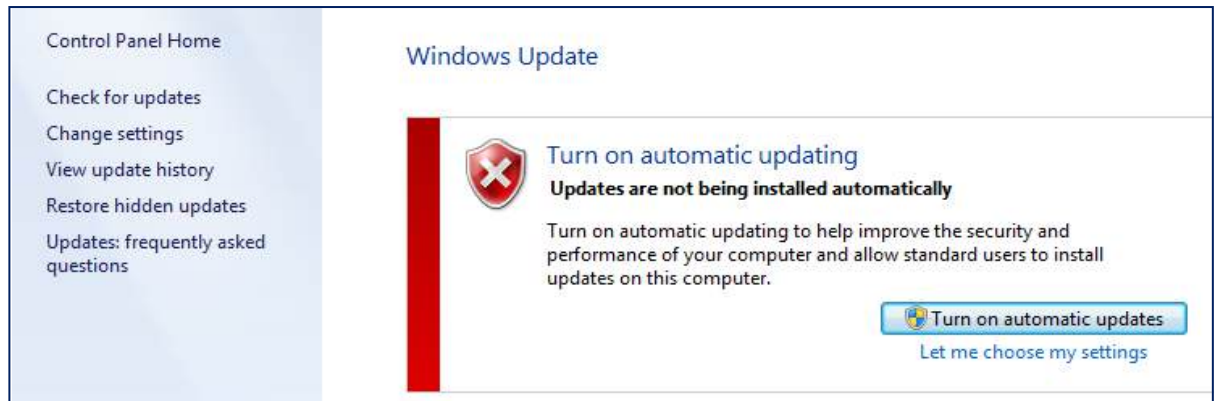 Control Panel Home
Check for updates
Change settings
View update history
Restore hidden updates
Updates: frequently asked
questions
Windows Update
Turn on automatic updating
Updates are not being installed automatically
Turn on automatic updating to help improve the security and
performance of your computer and allow standard users to install
updates on this computer.
Turn on automatic updates
Let me choose my settings